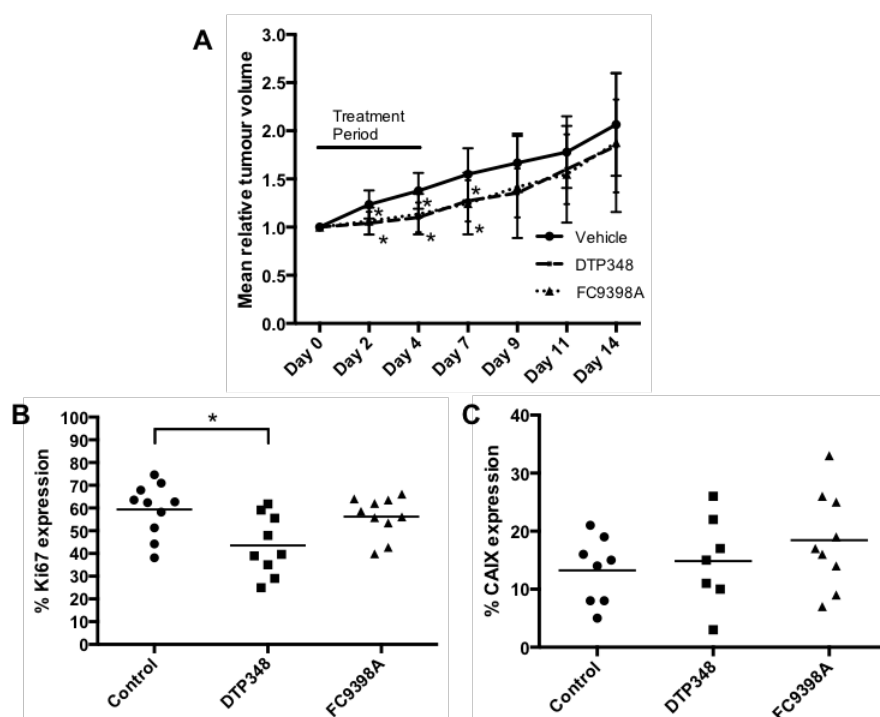 A
Mean relative tumour volume
3.0
2.5
2.0
1.5
1.0
0.5
0.0
Treatment
Period
*
*
*
*
*
*
Vehicle
DTP348
FC9398A
Day 0
Day 2
Day 4
Day 7
Day 9
Day 11
Day 14
B
% Ki67 expression
100
90
80
70
60
50
40
30
20
10
0
*
Control
DTP348
FC9398A
C
% CAIX expression
40
30
20
10
0
Control
DTP348
FC9398A